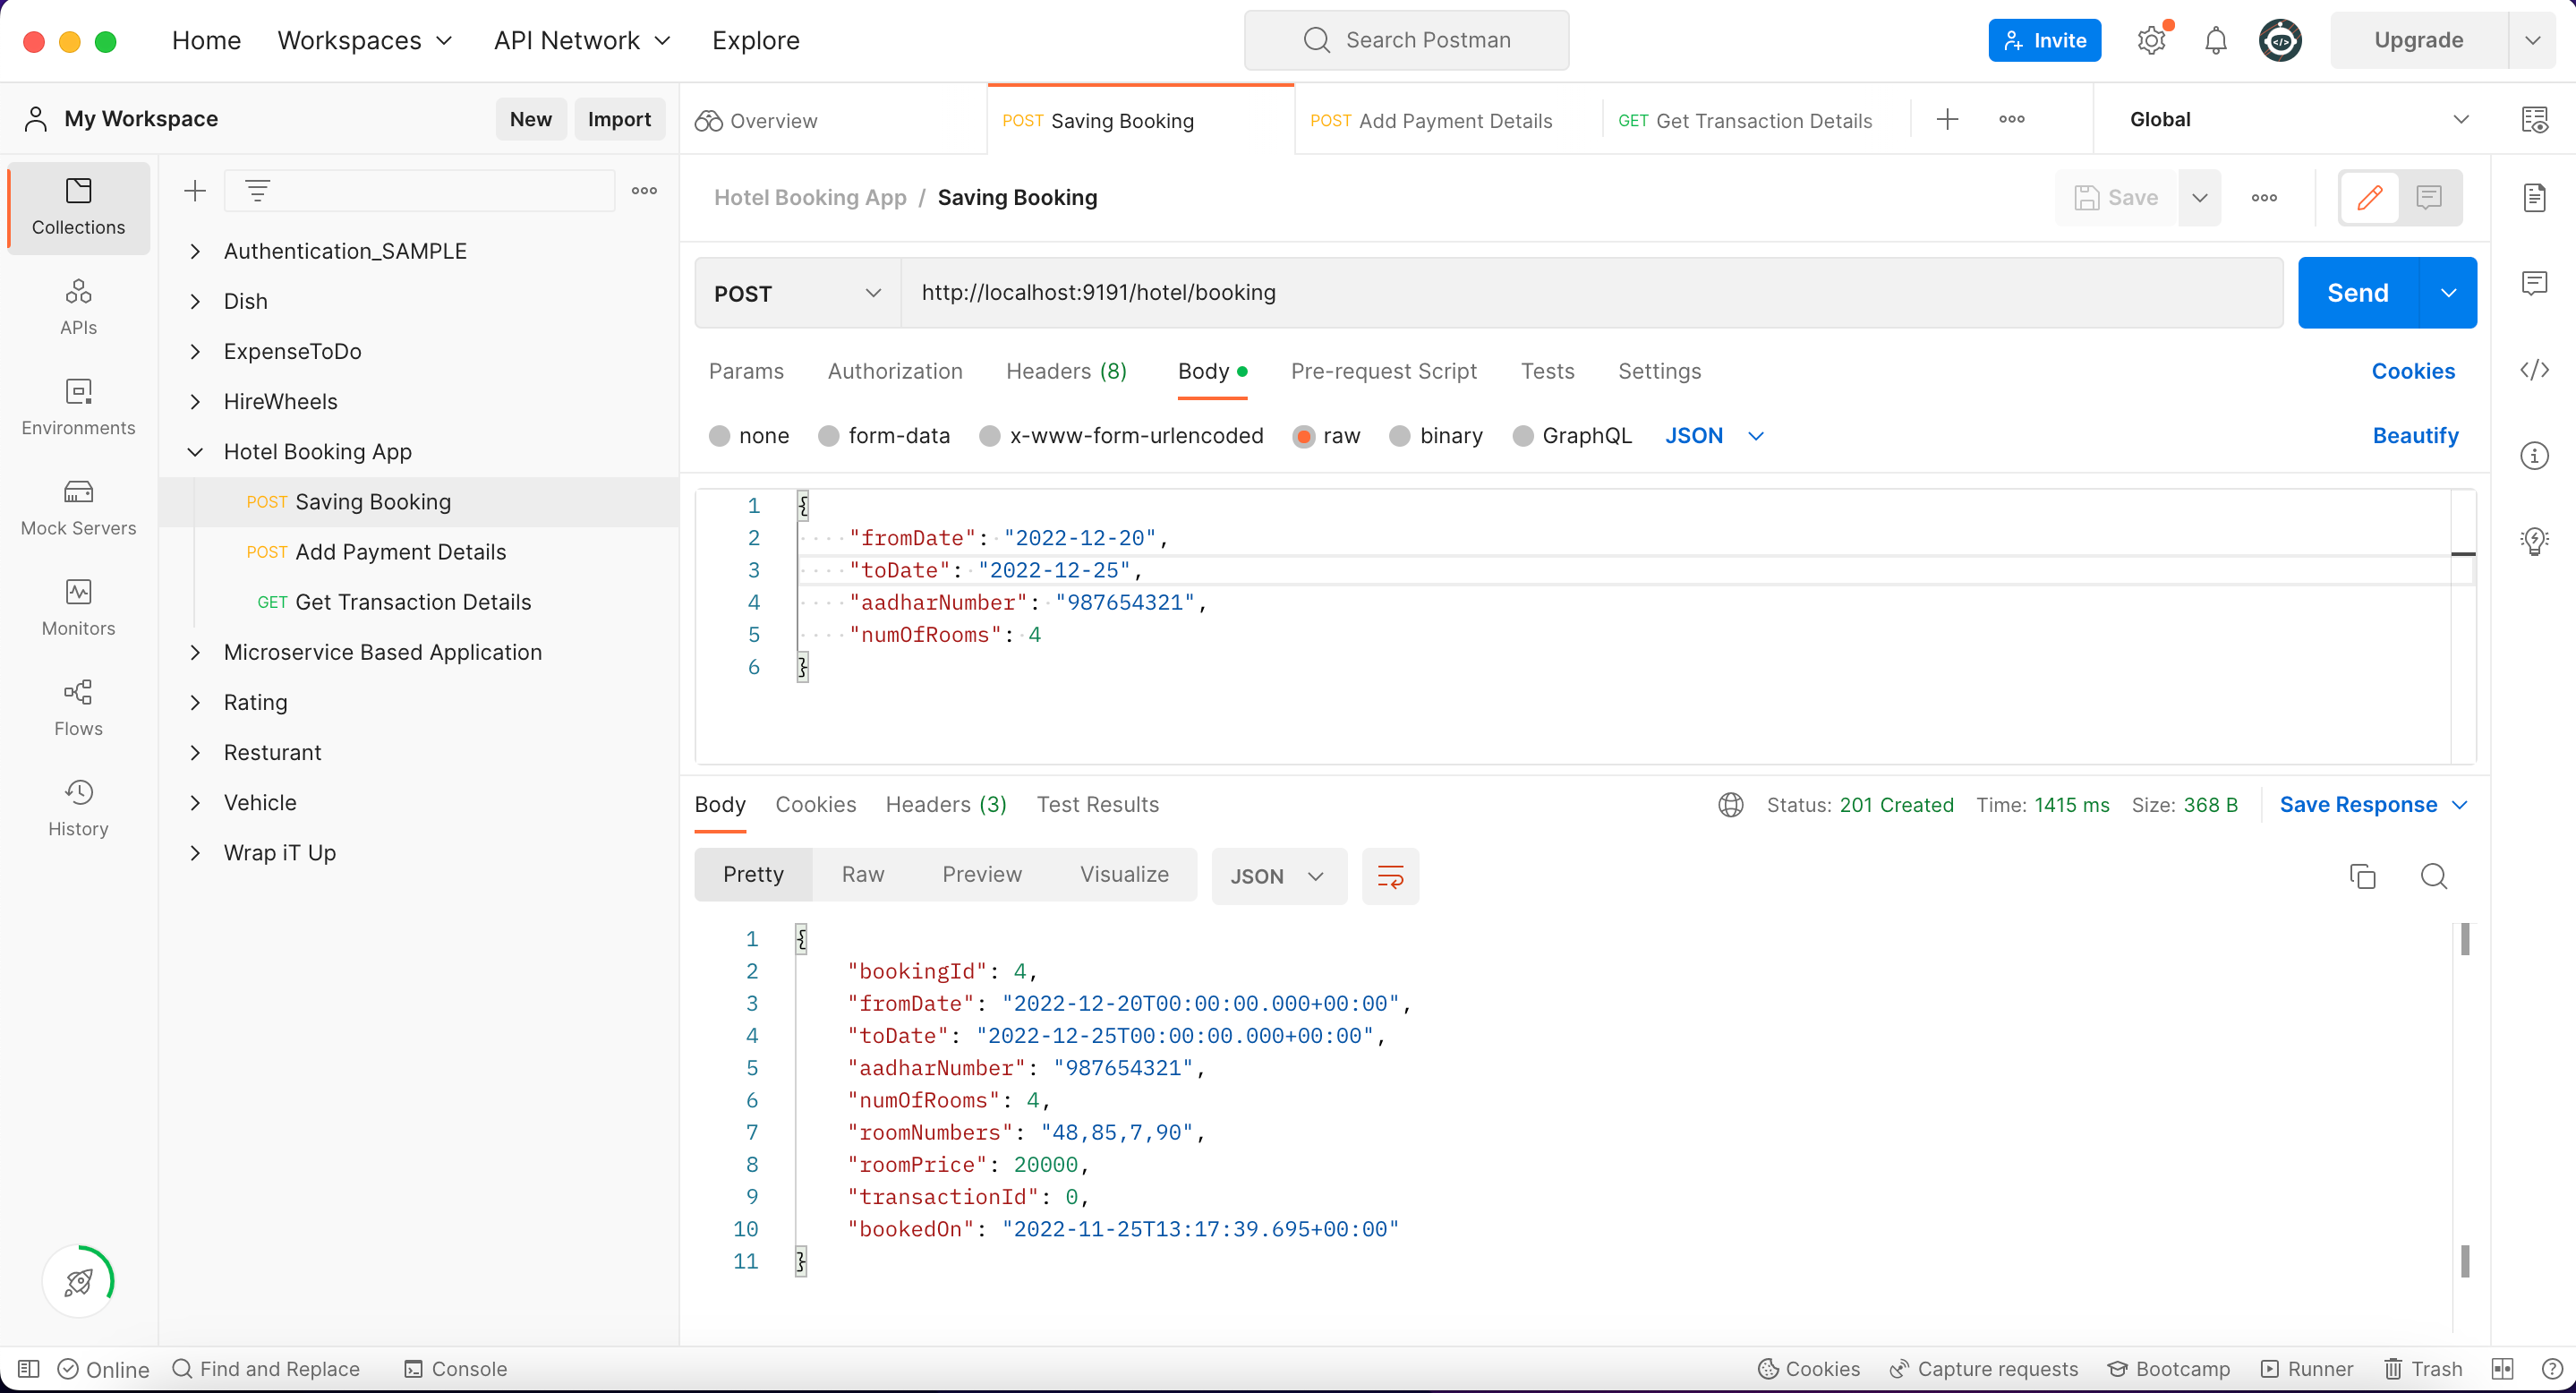 Home Workspaces API Network Explore Search Postman Invite Upgrade
My Workspace New Import
Overview POST Saving Booking POST Add Payment Details GET Get Transaction Details Global
Collections
APIs
Environments
Mock Servers
Monitors
Flows
History
Authentication_SAMPLE
Dish
ExpenseToDo
HireWheels
Hotel Booking App
POST Saving Booking
POST Add Payment Details
GET Get Transaction Details
Microservice Based Application
Rating
Resturant
Vehicle
Wrap iT Up
Hotel Booking App / Saving Booking Save
POST http://localhost:9191/hotel/booking Send
Params Authorization Headers (8) Body Pre-request Script Tests Settings Cookies
none form-data x-www-form-urlencoded raw binary GraphQL JSON Beautify
1 {
2 "fromDate": "2022-12-20",
3 "toDate": "2022-12-25",
4 "aadharNumber": "987654321",
5 "numOfRooms": 4
6 }
Body Cookies Headers (3) Test Results Status: 201 Created Time: 1415 ms Size: 368 B Save Response
Pretty Raw Preview Visualize JSON
1 {
2 "bookingId": 4,
3 "fromDate": "2022-12-20T00:00:00.000+00:00",
4 "toDate": "2022-12-25T00:00:00.000+00:00",
5 "aadharNumber": "987654321",
6 "numOfRooms": 4,
7 "roomNumbers": "48,85,7,90",
8 "roomPrice": 20000,
9 "transactionId": 0,
10 "bookedOn": "2022-11-25T13:17:39.695+00:00"
11 }
Online Find and Replace Console Cookies Capture requests Bootcamp Runner Trash